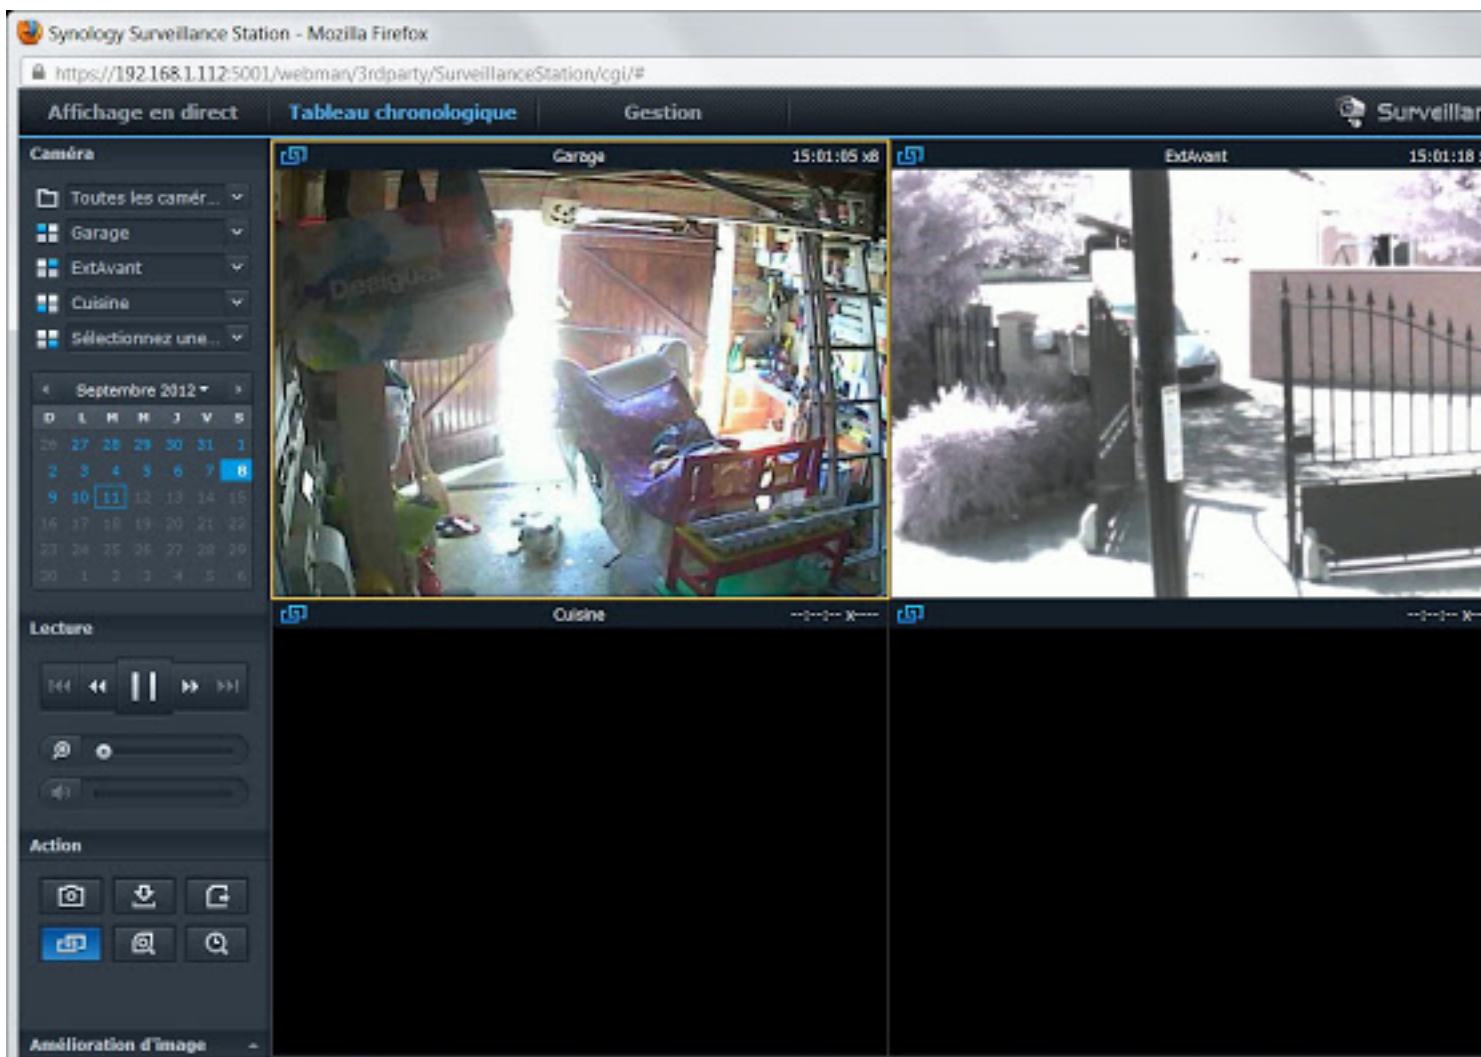 Synology Surveillance Station - Mozilla Firefox
https://192.168.1.112:5001/webman/3rdparty/SurveillanceStation/cgi/#
Affichage en direct Tableau chronologique Gestion Surveillan
Caméra
Toutes les camér...
Garage
ExtAvant
Cuisine
Sélectionnez une...
Septembre 2012
D L M M J V S
26 27 28 29 30 31 1
2 3 4 5 6 7 8
9 10 11 12 13 14 15
16 17 18 19 20 21 22
23 24 25 26 27 28 29
30 1 2 3 4 5 6
Lecture
Action
Amélioration d'image
Garage 15:01:05 x8
Desigual
ExtAvant 15:01:18
Cuisine --:--:-- x----
--:--:-- x--